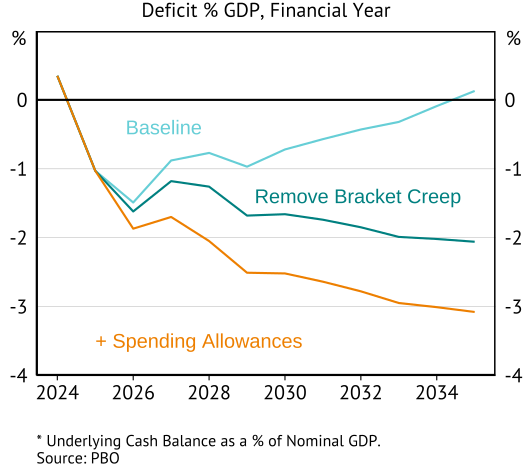 Deficit % GDP, Financial Year
% %
0 0
Baseline
-1 -1
Remove Bracket Creep
-2 -2
-3 -3
+ Spending Allowances
-4 -4
2024 2026 2028 2030 2032 2034
* Underlying Cash Balance as a % of Nominal GDP.
Source: PBO